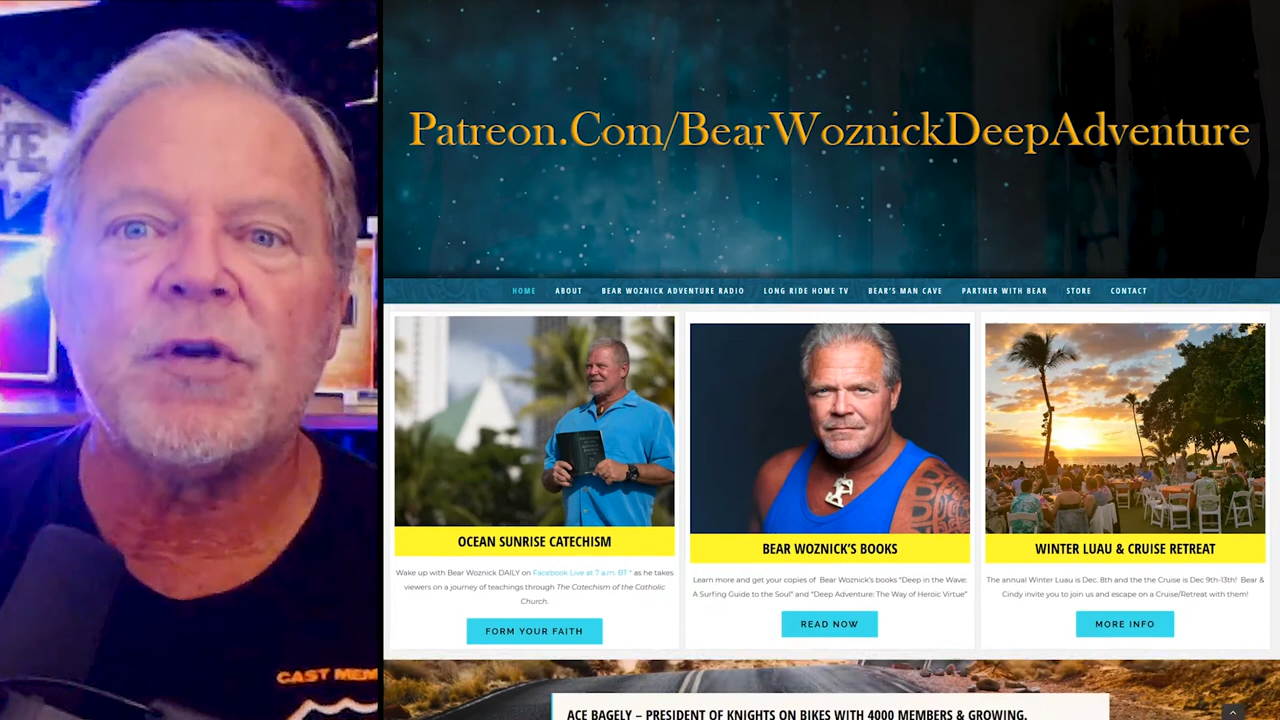 Patreon.Com/BearWoznickDeepAdventure
HOME ABOUT BEAR WOZNICK ADVENTURE RADIO LONG RIDE HOME TV BEAR'S MAN CAVE PARTNER WITH BEAR STORE CONTACT
OCEAN SUNRISE CATECHISM
Wake up with Bear Woznick DAILY on Facebook Live at 7 a.m. BT * as he takes
viewers on a journey of teachings through The Catechism of the Catholic
Church.
FORM YOUR FAITH
BEAR WOZNICK'S BOOKS
Learn more and get your copies of Bear Woznick's books "Deep in the Wave:
A Surfing Guide to the Soul" and "Deep Adventure: The Way of Heroic Virtue"
READ NOW
WINTER LUAU & CRUISE RETREAT
The annual Winter Luau is Dec. 8th and the the Cruise is Dec 9th-13th! Bear &
Cindy invite you to join us and escape on a Cruise/Retreat with them!
MORE INFO
CAST MEM
ACE BAGELY – PRESIDENT OF KNIGHTS ON BIKES WITH 4000 MEMBERS & GROWING.